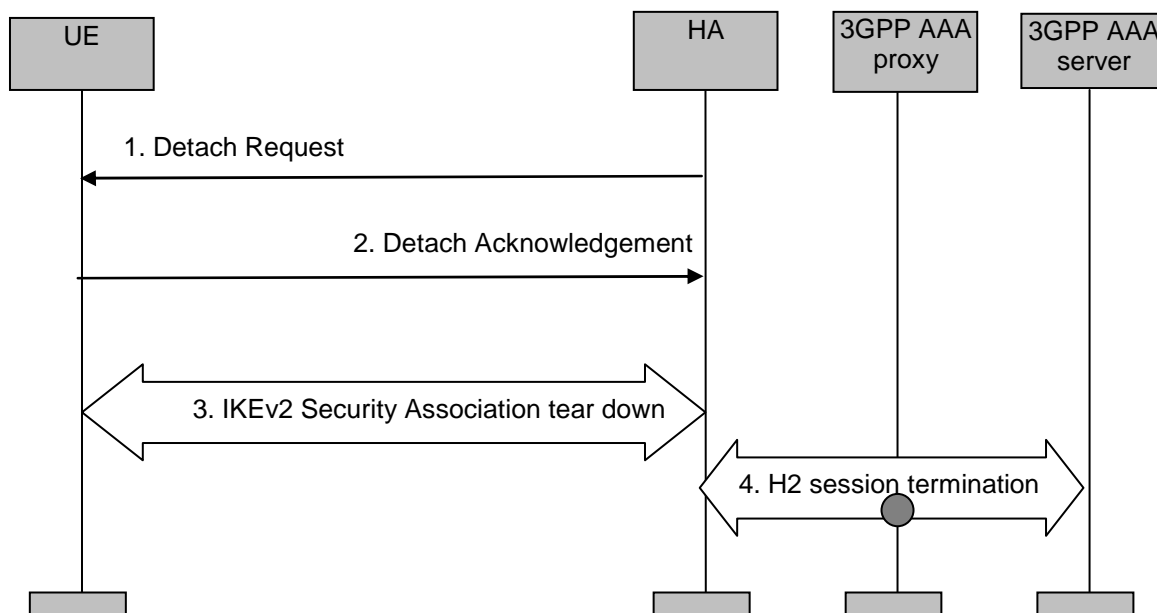 UE
HA
3GPP AAA
proxy
3GPP AAA
server
1. Detach Request
2. Detach Acknowledgement
3. IKEv2 Security Association tear down
4. H2 session termination